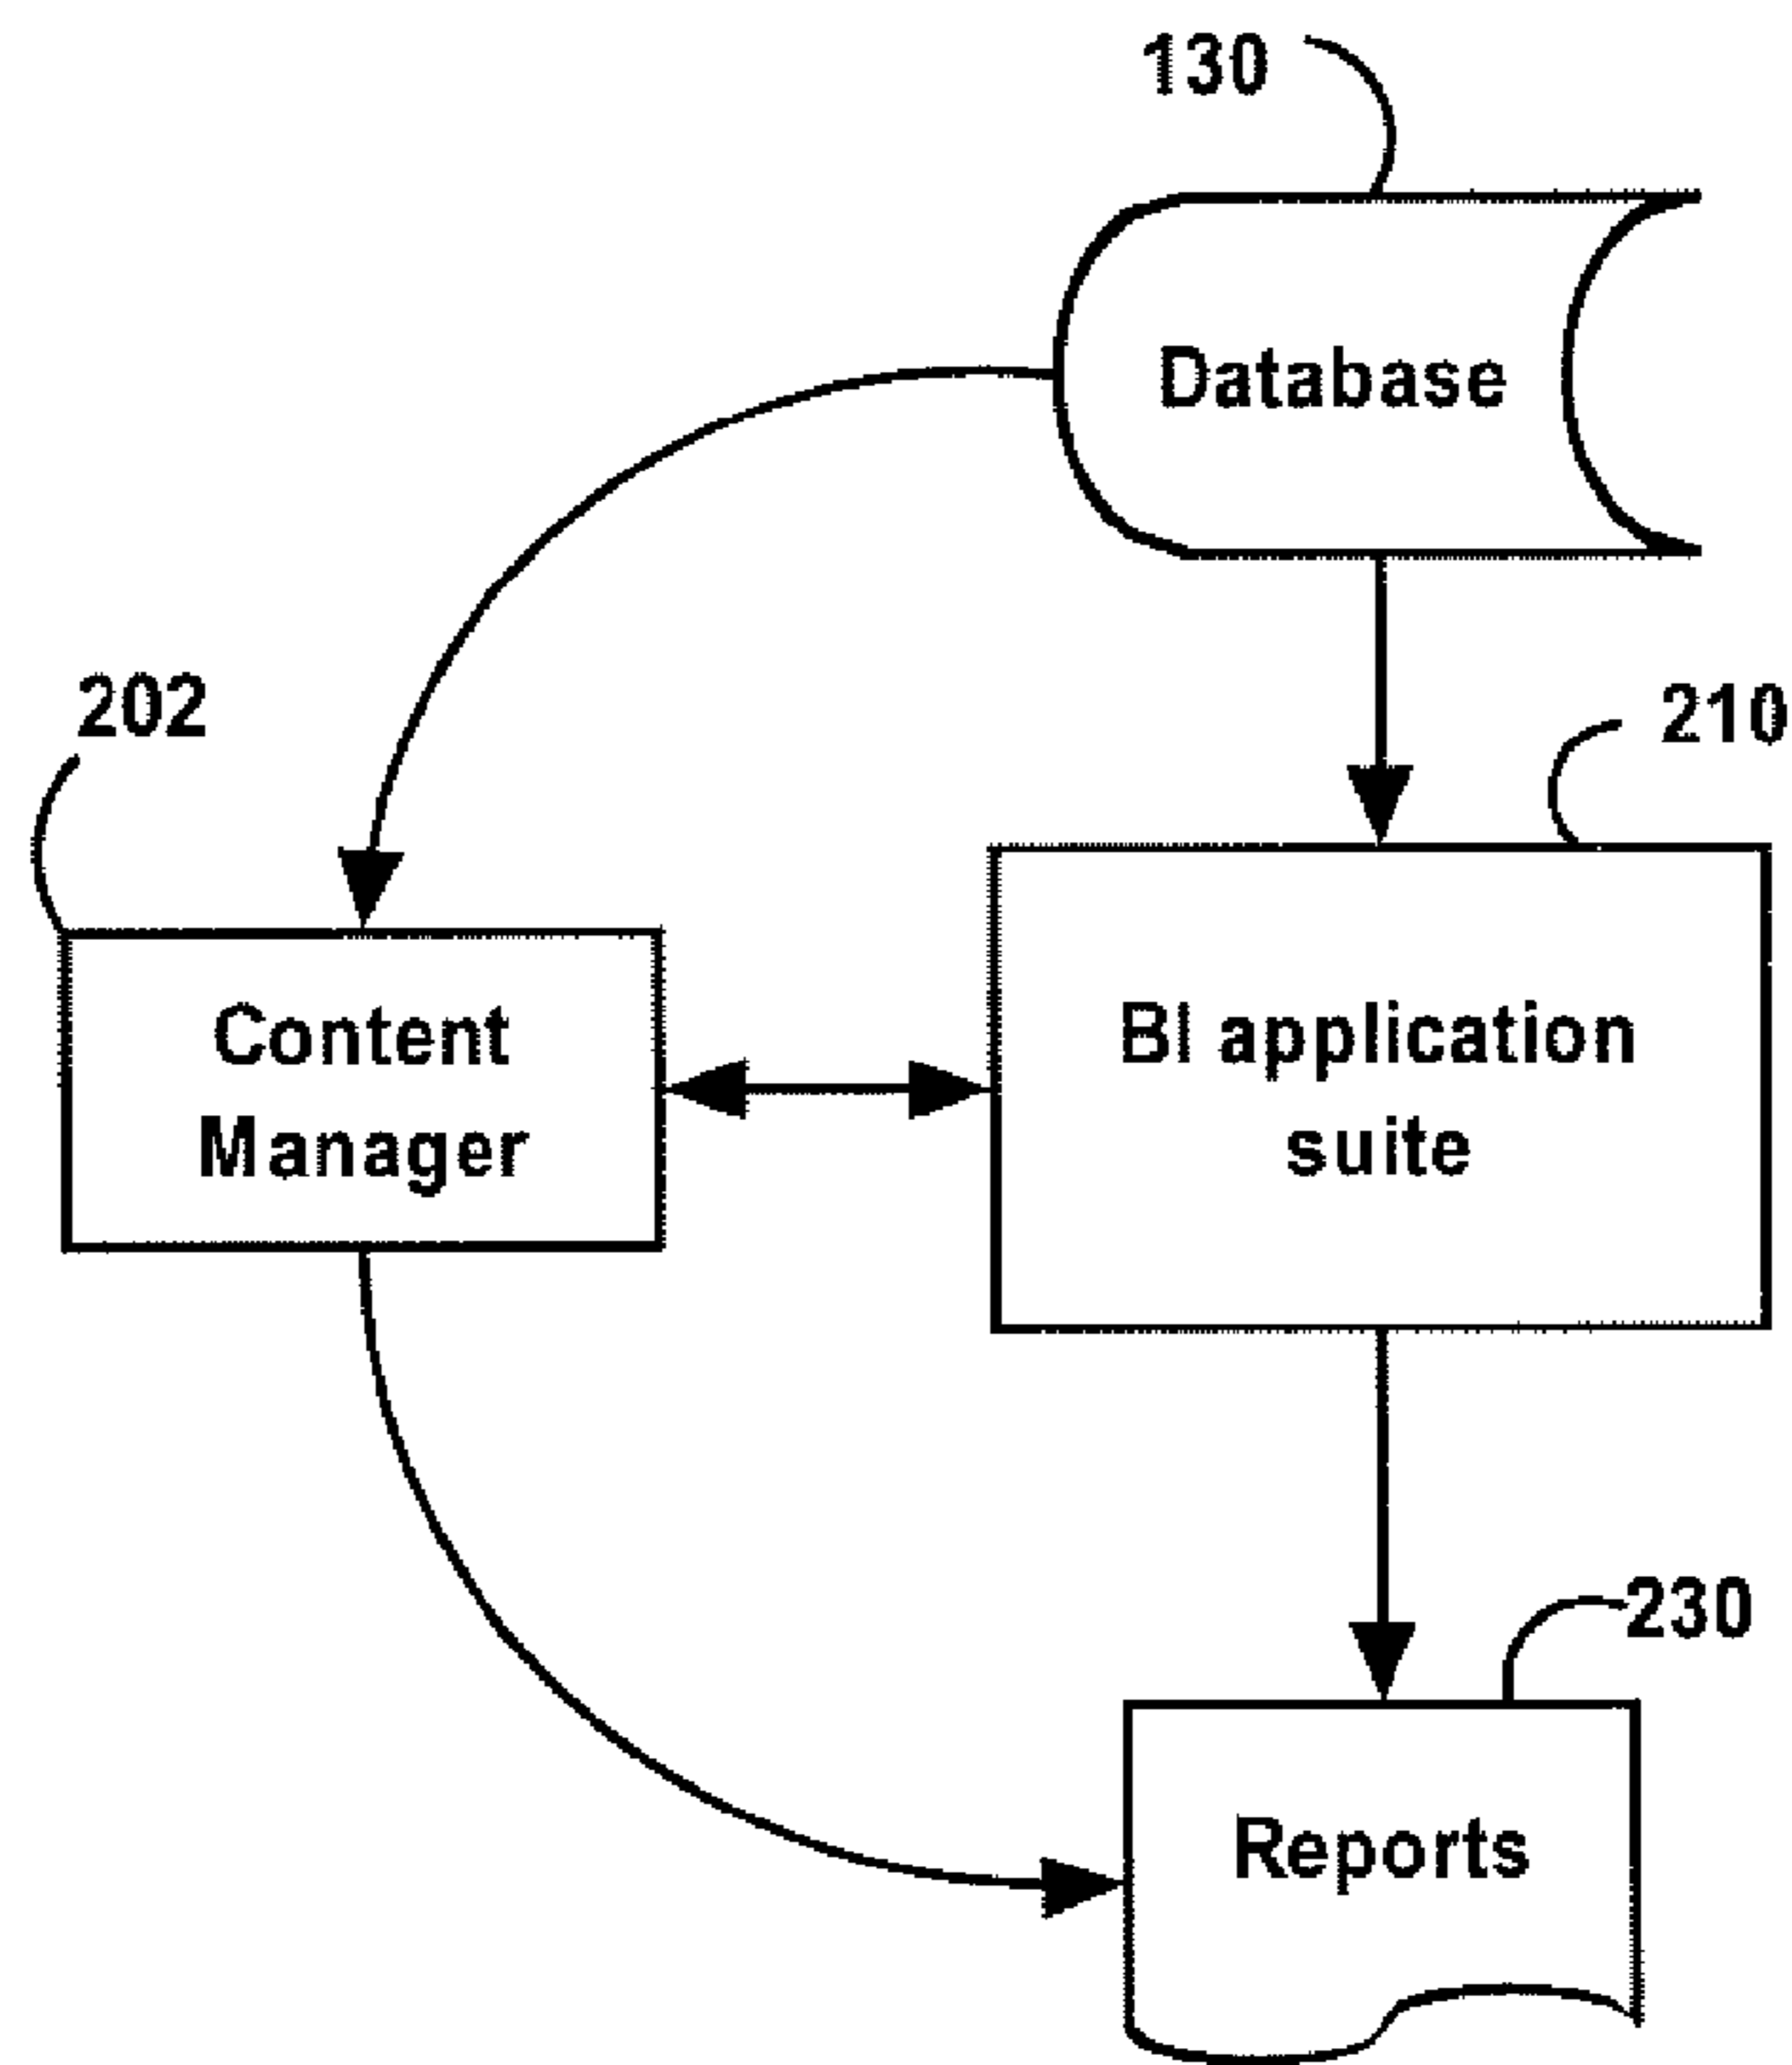 130
Database
202
210
Content
Manager
BI application
suite
230
Reports